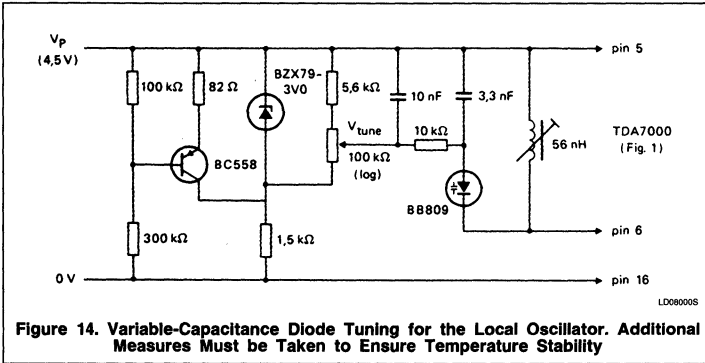 VP
(4,5 V)
100 kΩ
82 Ω
BZX79-
3V0
5,6 kΩ
10 nF
3,3 nF
pin 5
Vtune
10 kΩ
100 kΩ
(log)
56 nH
TDA7000
(Fig. 1)
BC558
BB809
300 kΩ
1,5 kΩ
pin 6
0 V
pin 16
LD08000S
Figure 14. Variable-Capacitance Diode Tuning for the Local Oscillator. Additional
Measures Must be Taken to Ensure Temperature Stability